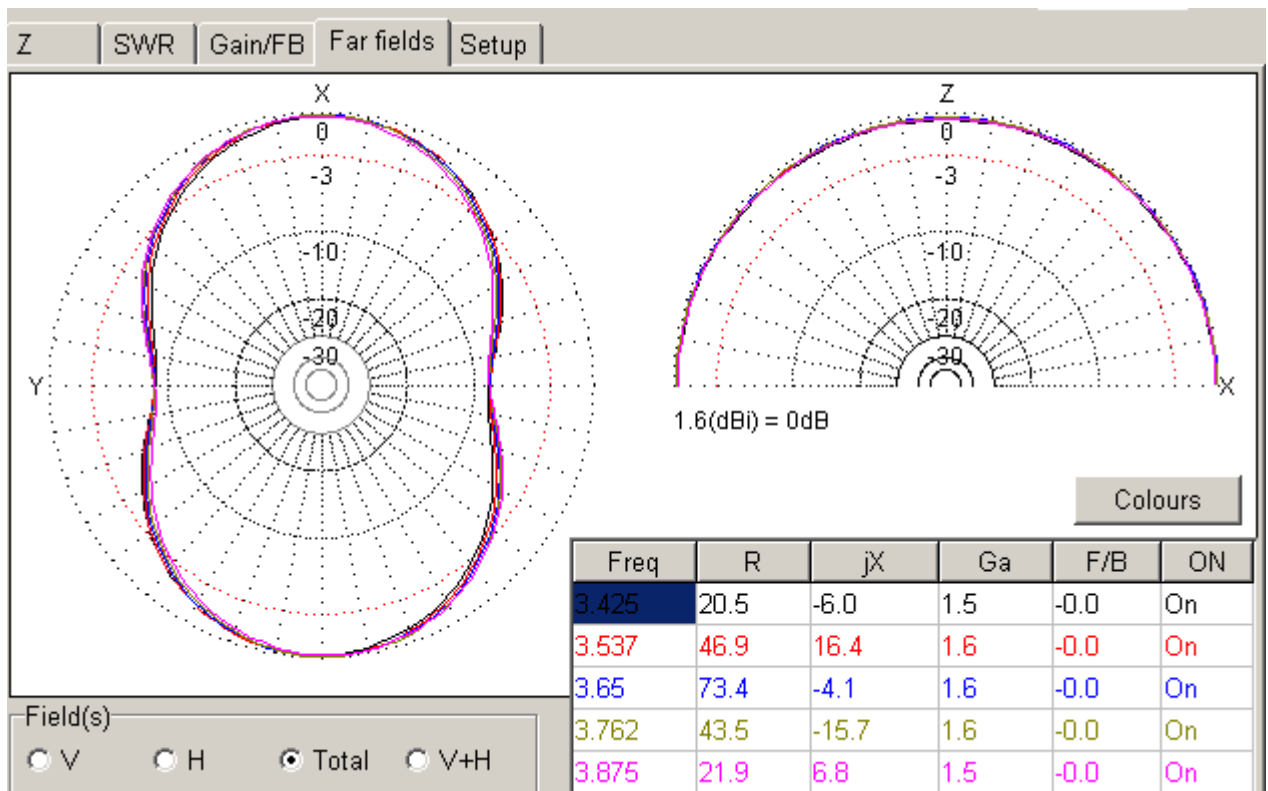 Z SWR Gain/FB Far fields Setup
X
0
-3
-10
-20
-30
Y
Z
0
-3
-10
-20
-30
X
1.6(dBi) = 0dB
Colours
Freq R jX Ga F/B ON
3.425 20.5 -6.0 1.5 -0.0 On
3.537 46.9 16.4 1.6 -0.0 On
3.65 73.4 -4.1 1.6 -0.0 On
3.762 43.5 -15.7 1.6 -0.0 On
3.875 21.9 6.8 1.5 -0.0 On
Field(s)
V H Total V+H